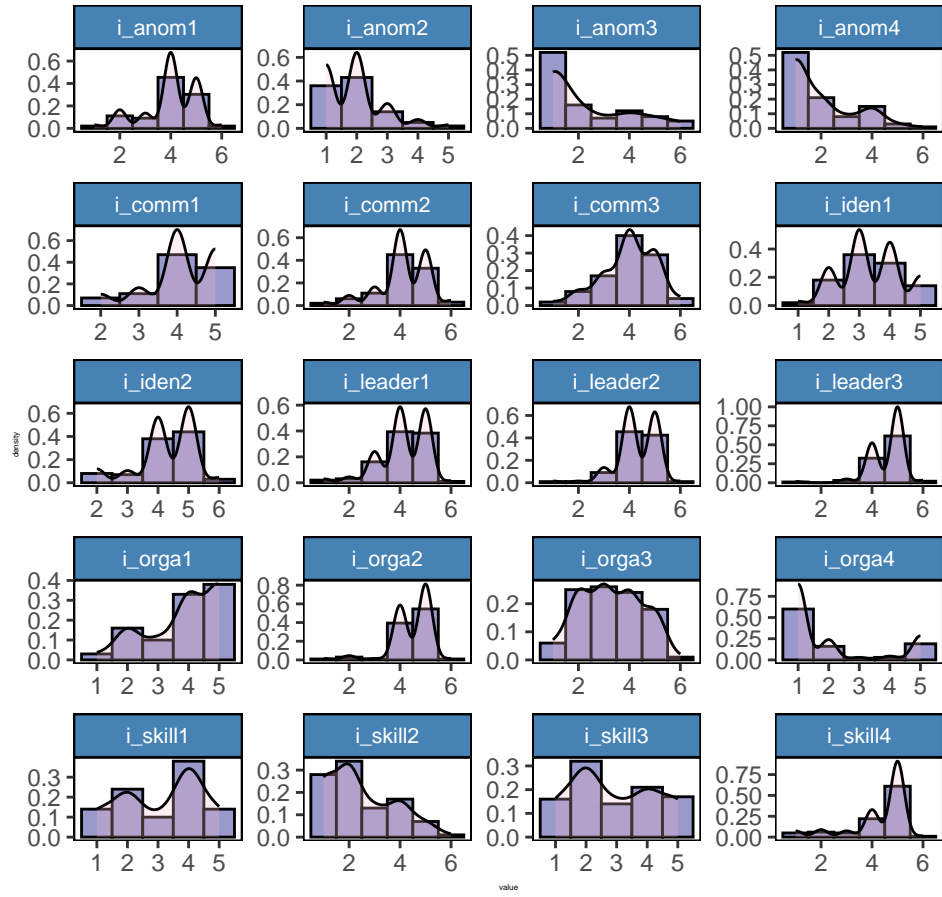 i_anom1 i_anom2 i_anom3 i_anom4
0.6 0.4 0.2 0.0 2 4 6
0.6 0.4 0.2 0.0 1 2 3 4 5
0.5 0.4 0.3 0.2 0.1 0.0 2 4 6
0.5 0.4 0.3 0.2 0.1 0.0 2 4 6
i_comm1 i_comm2 i_comm3 i_iden1
0.6 0.4 0.2 0.0 2 3 4 5
0.6 0.4 0.2 0.0 2 4 6
0.4 0.3 0.2 0.1 0.0 1 2 3 4 5 6
0.4 0.2 0.0 1 2 3 4 5
i_iden2 i_leader1 i_leader2 i_leader3
density
0.6 0.4 0.2 0.0 2 3 4 5 6
0.6 0.4 0.2 0.0 2 4 6
0.6 0.4 0.2 0.0 2 4 6
1.00 0.75 0.50 0.25 0.00 2 4 6
i_orga1 i_orga2 i_orga3 i_orga4
0.4 0.3 0.2 0.1 0.0 1 2 3 4 5
0.8 0.6 0.4 0.2 0.0 2 4 6
0.2 0.1 0.0 2 4 6
0.75 0.50 0.25 0.00 1 2 3 4 5
i_skill1 i_skill2 i_skill3 i_skill4
0.3 0.2 0.1 0.0 1 2 3 4 5
0.3 0.2 0.1 0.0 2 4 6
0.3 0.2 0.1 0.0 1 2 3 4 5
0.75 0.50 0.25 0.00 2 4 6
value